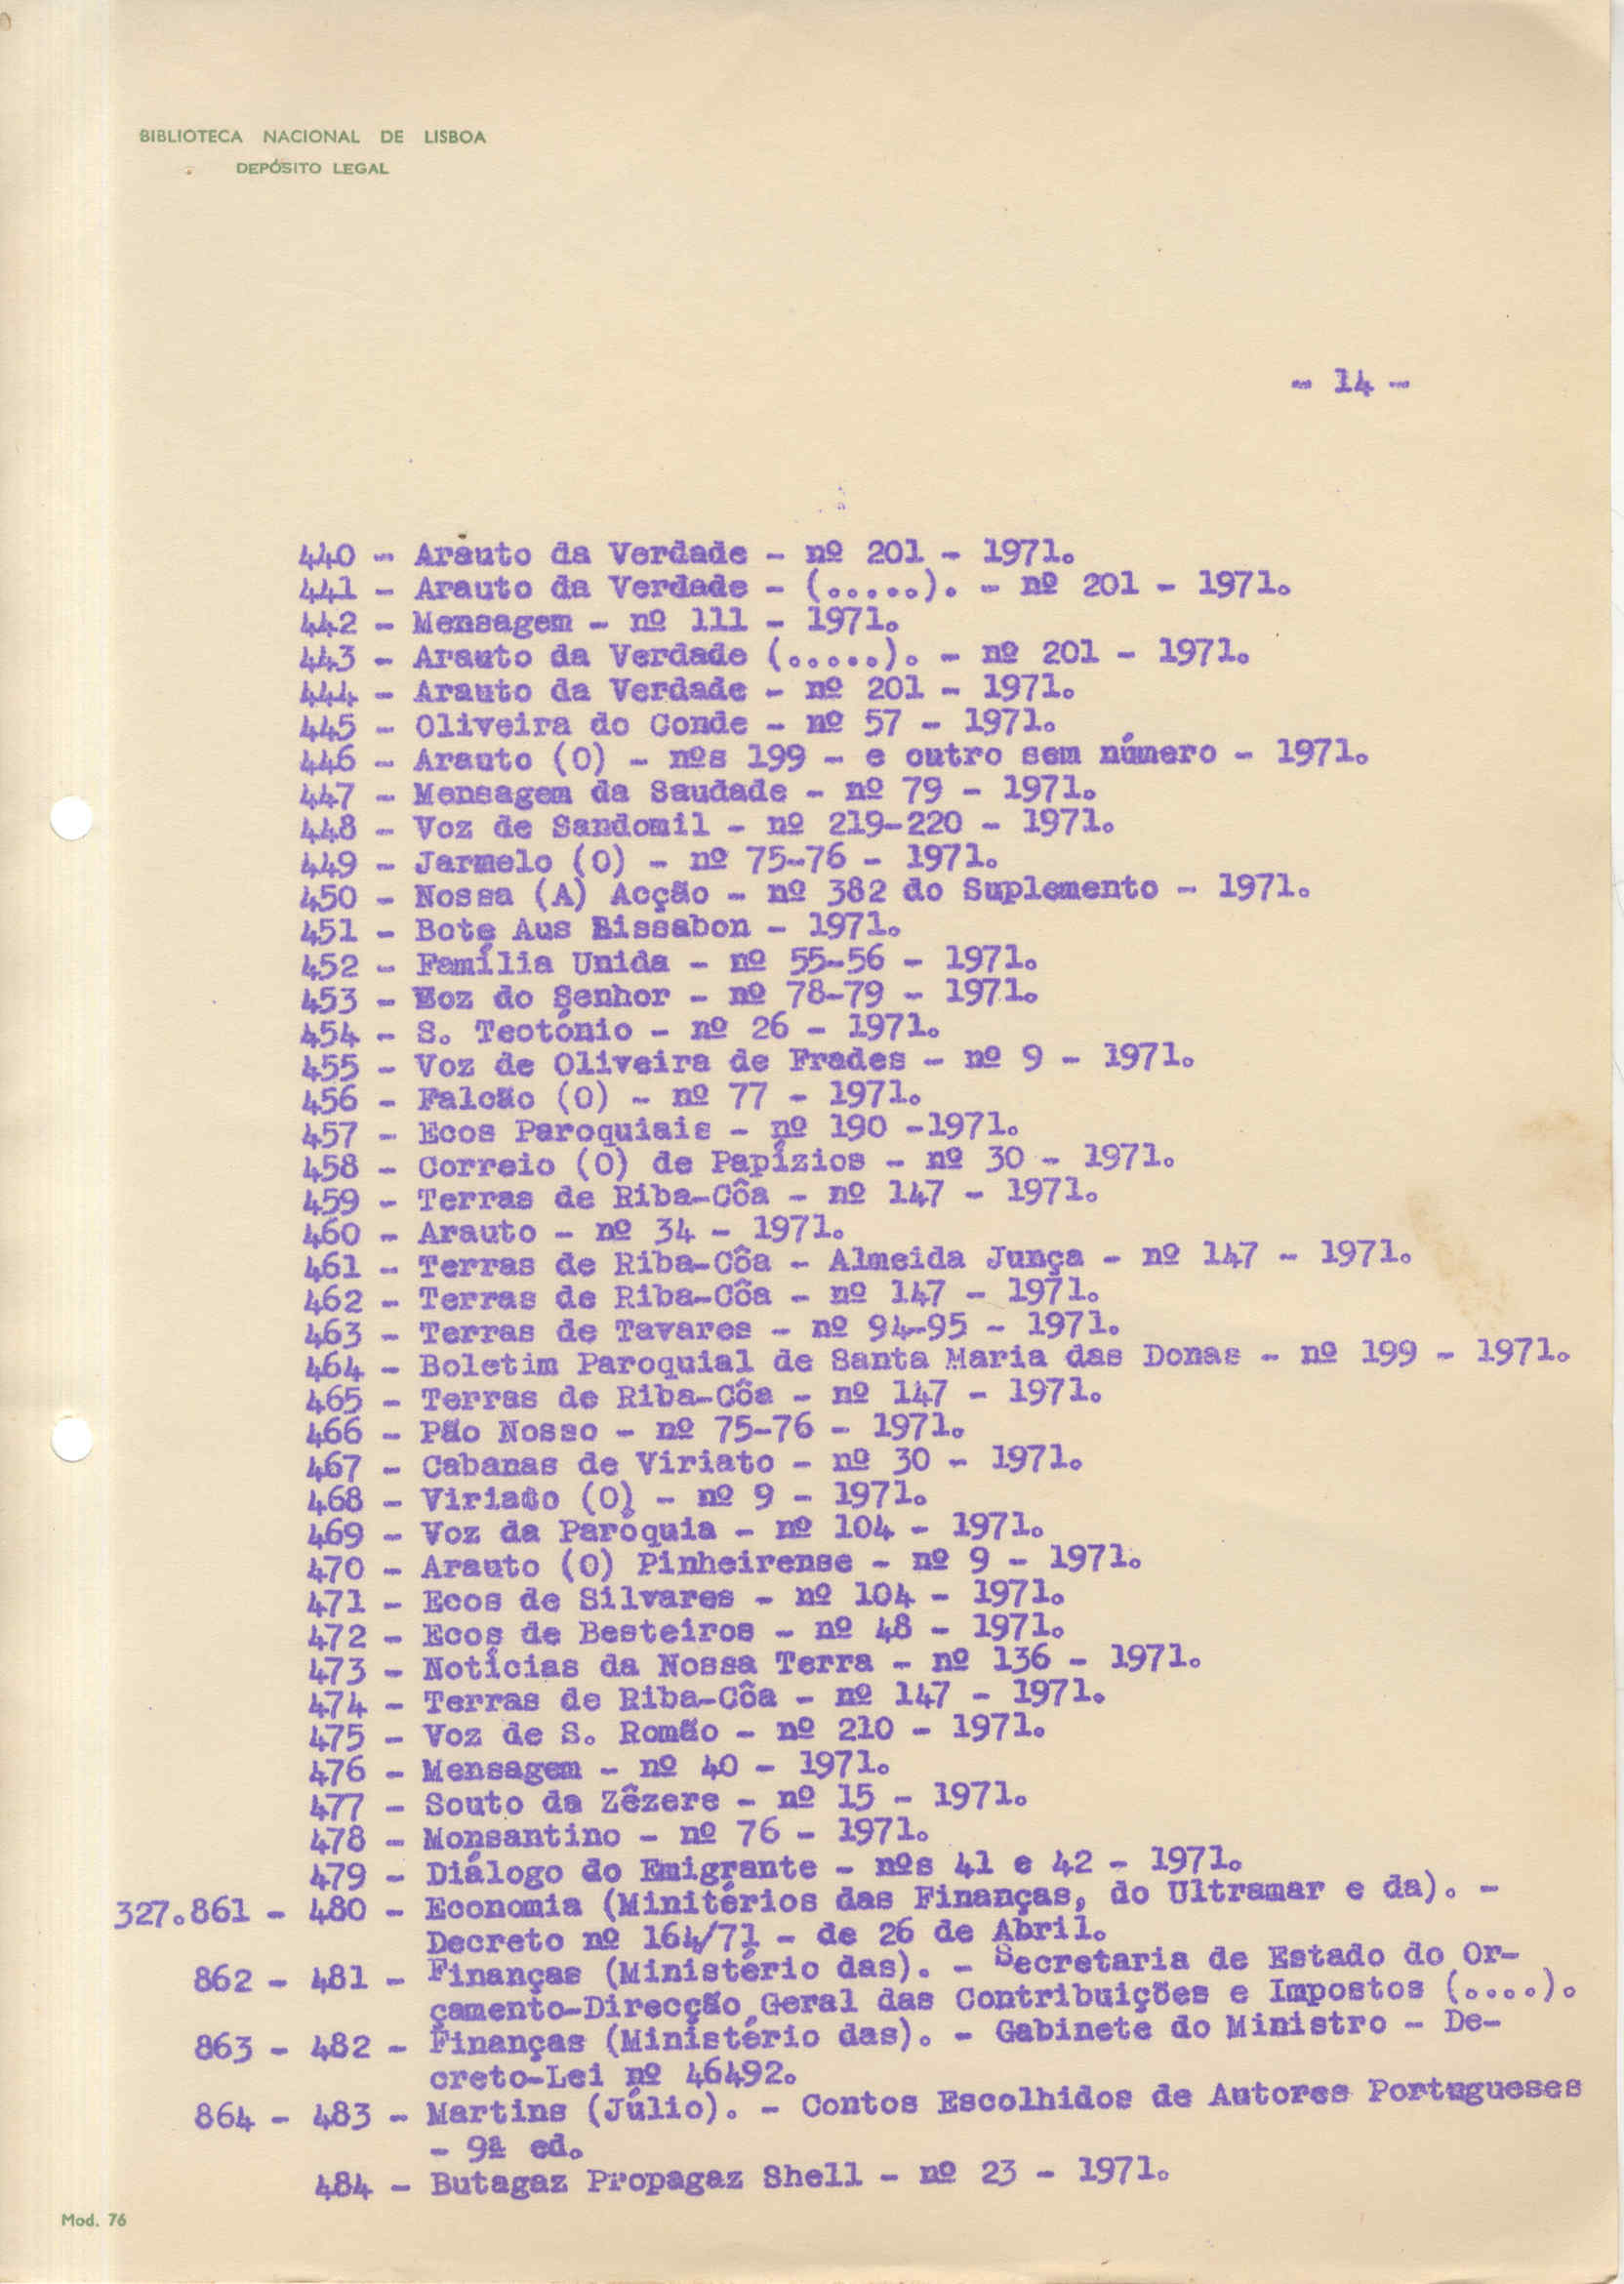 BIBLIOTECA NACIONAL DE LISBOA
DEPÓSITO LEGAL
- 14 -
440 - Arauto da Verdade - nº 201 - 1971.
441 - Arauto da Verdade - (.....). - nº 201 - 1971.
442 - Mensagem - nº 111 - 1971.
443 - Arauto da Verdade (.....). - nº 201 - 1971.
444 - Arauto da Verdade - nº 201 - 1971.
445 - Oliveira do Conde - nº 57 - 1971.
446 - Arauto (O) - nºs 199 - e outro sem número - 1971.
447 - Mensagem da Saudade - nº 79 - 1971.
448 - Voz de Sandomil - nº 219-220 - 1971.
449 - Jarmelo (O) - nº 75-76 - 1971.
450 - Nossa (A) Acção - nº 382 do Suplemento - 1971.
451 - Bote Aus Lissabon - 1971.
452 - Família Unida - nº 55-56 - 1971.
453 - Voz do Senhor - nº 78-79 - 1971.
454 - S. Teotónio - nº 26 - 1971.
455 - Voz de Oliveira de Frades - nº 9 - 1971.
456 - Falcão (O) - nº 77 - 1971.
457 - Ecos Paroquiais - nº 190 -1971.
458 - Correio (O) de Papízios - nº 30 - 1971.
459 - Terras de Riba-Côa - nº 147 - 1971.
460 - Arauto - nº 34 - 1971.
461 - Terras de Riba-Côa - Almeida Junça - nº 147 - 1971.
462 - Terras de Riba-Côa - nº 147 - 1971.
463 - Terras de Tavares - nº 94-95 - 1971.
464 - Boletim Paroquial de Santa Maria das Donas - nº 199 - 1971.
465 - Terras de Riba-Côa - nº 147 - 1971.
466 - Pão Nosso - nº 75-76 - 1971.
467 - Cabanas de Viriato - nº 30 - 1971.
468 - Viriato (O) - nº 9 - 1971.
469 - Voz da Paróquia - nº 104 - 1971.
470 - Arauto (O) Pinheirense - nº 9 - 1971.
471 - Ecos de Silvares - nº 104 - 1971.
472 - Ecos de Besteiros - nº 48 - 1971.
473 - Notícias da Nossa Terra - nº 136 - 1971.
474 - Terras de Riba-Côa - nº 147 - 1971.
475 - Voz de S. Romão - nº 210 - 1971.
476 - Mensagem - nº 40 - 1971.
477 - Souto da Zêzere - nº 15 - 1971.
478 - Monsantino - nº 76 - 1971.
479 - Diálogo do Emigrante - nºs 41 e 42 - 1971.
327.861 - 480 - Economia (Minitérios das Finanças, do Ultramar e da). -
Decreto nº 164/71 - de 26 de Abril.
862 - 481 - Finanças (Ministério das). - Secretaria de Estado do Or-
çamento-Direcção Geral das Contribuições e Impostos (....).
863 - 482 - Finanças (Ministério das). - Gabinete do Ministro - De-
creto-Lei nº 46492.
864 - 483 - Martins (Júlio). - Contos Escolhidos de Autores Portugueses
- 9ª ed.
484 - Butagaz Propagaz Shell - nº 23 - 1971.
Mod. 76